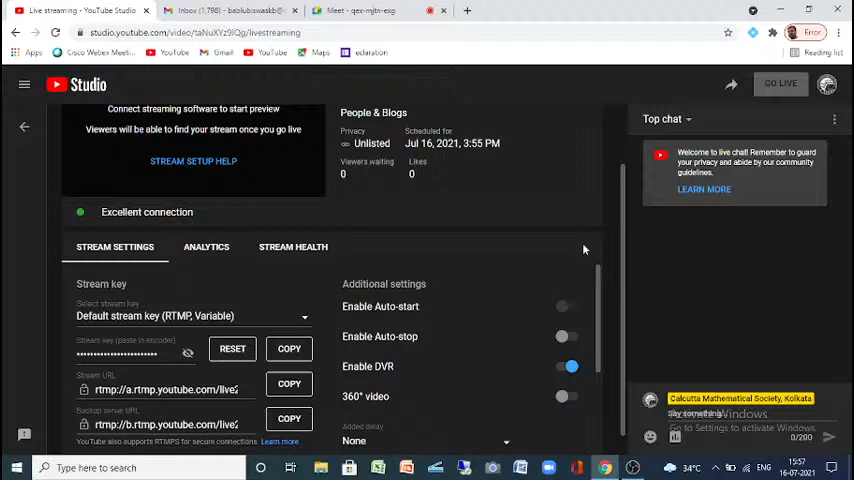 Live streaming - YouTube Studio
Inbox (1,798) - bablubiswaskb@
Meet - qex-mjtn-exg
studio.youtube.com/video/taNuXYz9lQg/livestreaming
Error
Apps
Cisco Webex Meet...
YouTube
Gmail
YouTube
Maps
eclaration
Reading list
Studio
GO LIVE
Connect streaming software to start preview
Viewers will be able to find your stream once you go live
STREAM SETUP HELP
People & Blogs
Privacy
Unlisted
Scheduled for
Jul 16, 2021, 3:55 PM
Viewers waiting
0
Likes
0
Top chat
Welcome to live chat! Remember to guard
your privacy and abide by our community
guidelines.
LEARN MORE
Excellent connection
STREAM SETTINGS
ANALYTICS
STREAM HEALTH
Stream key
Select stream key
Default stream key (RTMP, Variable)
Stream key (paste in encoder)
RESET
COPY
Stream URL
rtmp://a.rtmp.youtube.com/live2
COPY
Backup server URL
rtmp://b.rtmp.youtube.com/live2
COPY
YouTube also supports RTMPS for secure connections. Learn more
Additional settings
Enable Auto-start
Enable Auto-stop
Enable DVR
360° video
Added delay
None
Calcutta Mathematical Society, Kolkata
Say something...
Activate Windows
Go to Settings to activate Windows.
0/200
Type here to search
34°C
ENG
15:57
16-07-2021